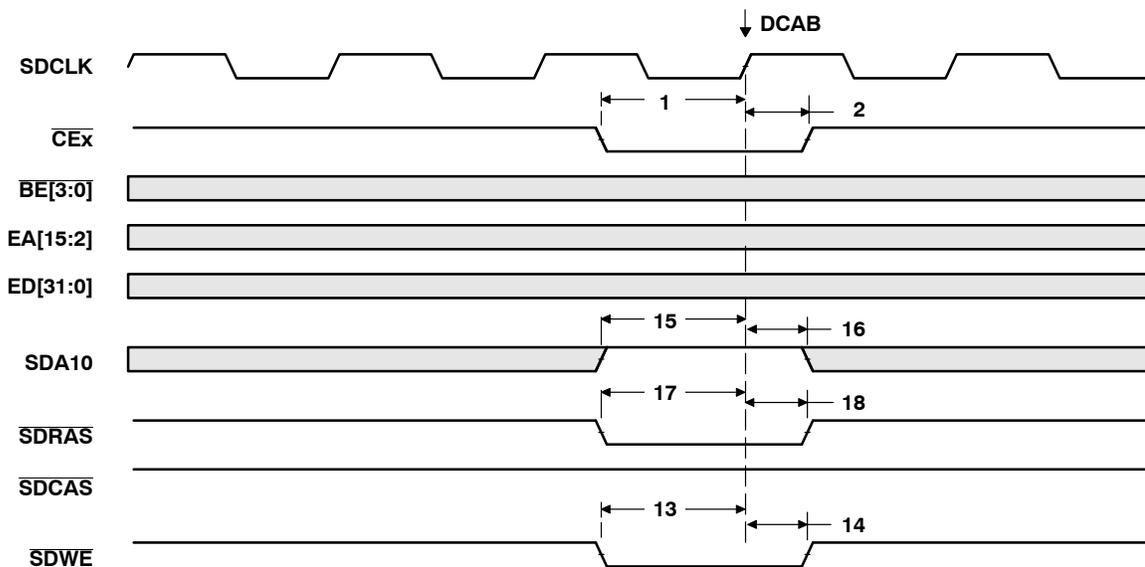 DCAB
SDCLK
1
2
CEx
BE[3:0]
EA[15:2]
ED[31:0]
15
16
SDA10
17
18
SDRAS
SDCAS
13
14
SDWE